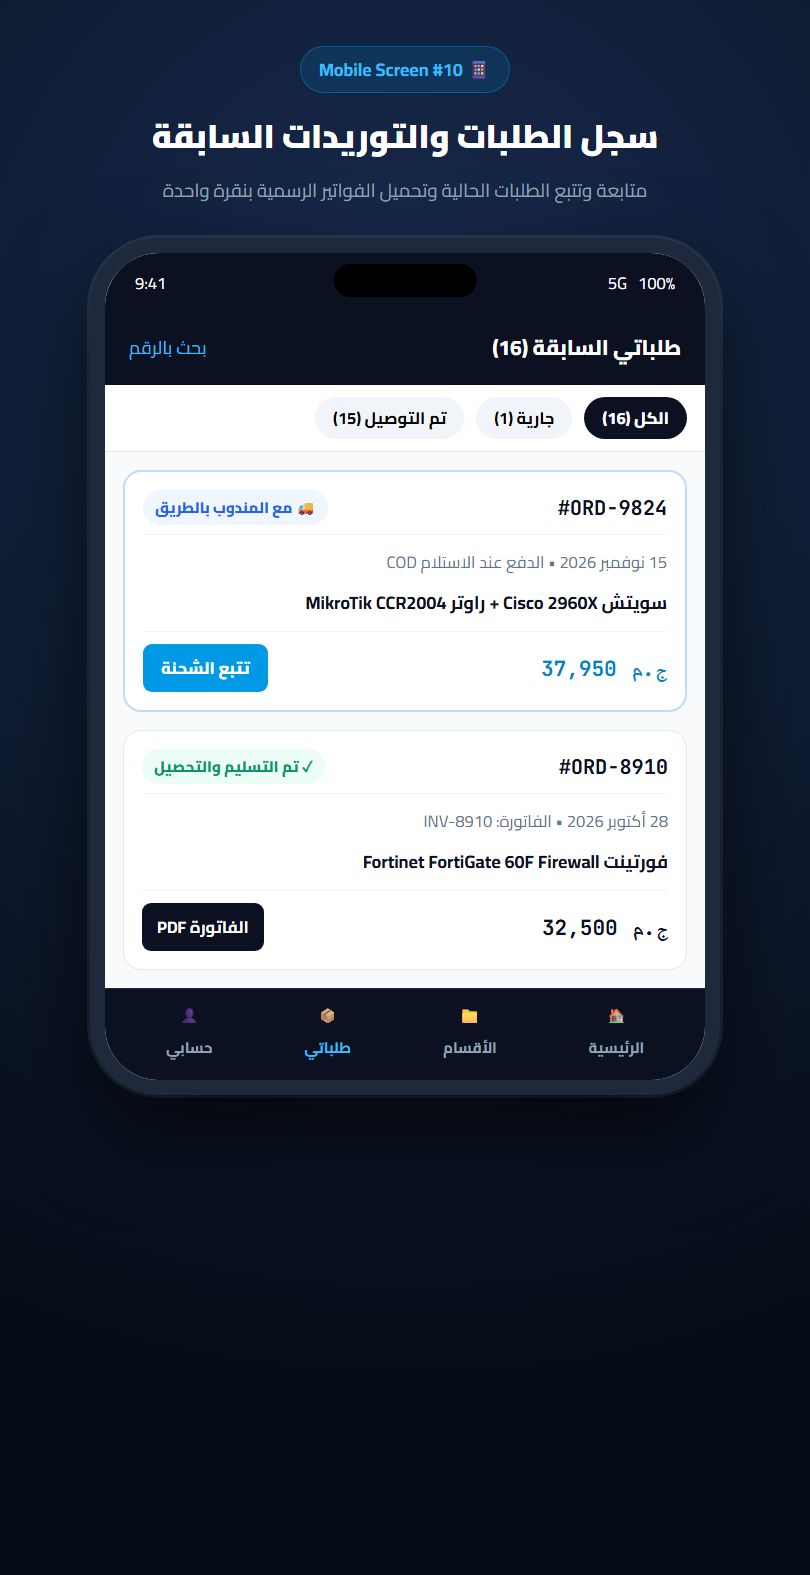 Mobile Screen #10
سجل الطلبات والتوريدات السابقة
متابعة وتتبع الطلبات الحالية وتحميل الفواتير الرسمية بنقرة واحدة
9:41
5G 100%
طلباتي السابقة (16)
بحث بالرقم
الكل (16)
جارية (1)
تم التوصيل (15)
#ORD-9824
🚚 مع المندوب بالطريق
15 نوفمبر 2026 • الدفع عند الاستلام COD
سويتش Cisco 2960X + راوتر MikroTik CCR2004
37,950 ج.م
تتبع الشحنة
#ORD-8910
✓ تم التسليم والتحصيل
28 أكتوبر 2026 • الفاتورة: INV-8910
فورتينت Fortinet FortiGate 60F Firewall
32,500 ج.م
الفاتورة PDF
الرئيسية
الأقسام
طلباتي
حسابي